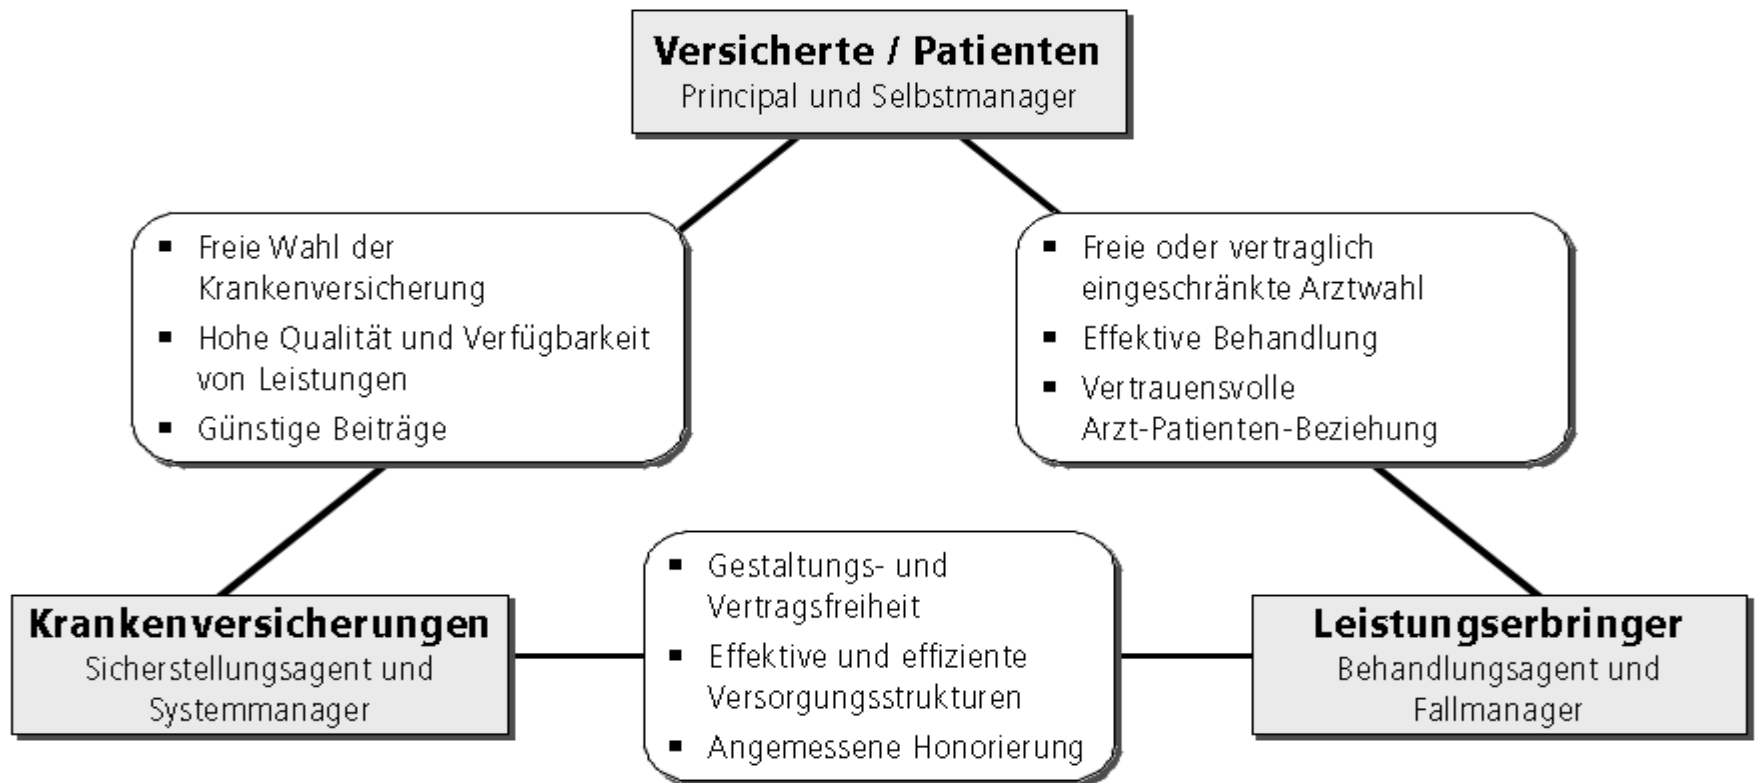 Versicherte / Patienten
Principal und Selbstmanager
▪ Freie Wahl der
Krankenversicherung
▪ Hohe Qualität und Verfügbarkeit
von Leistungen
▪ Günstige Beiträge
▪ Freie oder vertraglich
eingeschränkte Arztwahl
▪ Effektive Behandlung
▪ Vertrauensvolle
Arzt-Patienten-Beziehung
Krankenversicherungen
Sicherstellungsagent und
Systemmanager
▪ Gestaltungs- und
Vertragsfreiheit
▪ Effektive und effiziente
Versorgungsstrukturen
▪ Angemessene Honorierung
Leistungserbringer
Behandlungsagent und
Fallmanager